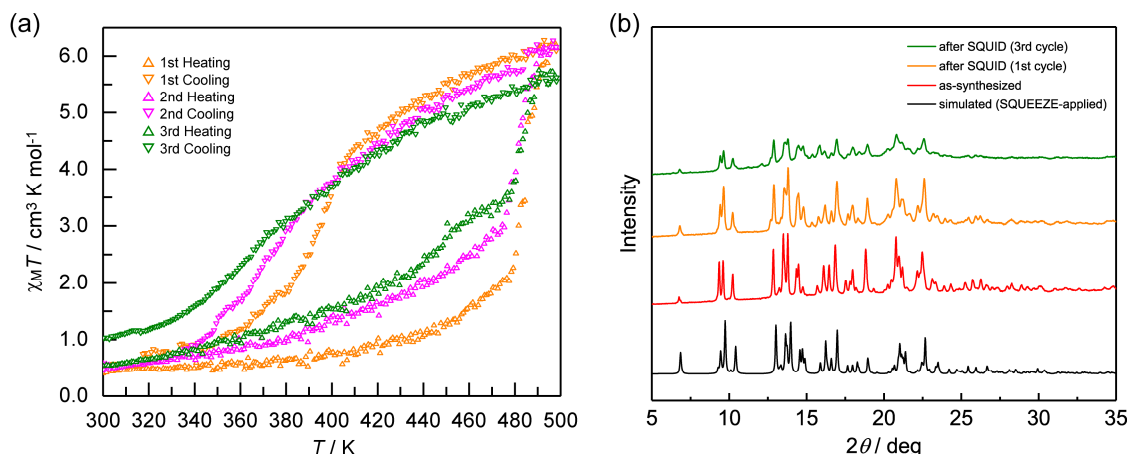 (a)
6.0
5.0
4.0
3.0
2.0
1.0
0.0
χMT / cm³ K mol⁻¹
1st Heating
1st Cooling
2nd Heating
2nd Cooling
3rd Heating
3rd Cooling
300 320 340 360 380 400 420 440 460 480 500
T / K
(b)
Intensity
after SQUID (3rd cycle)
after SQUID (1st cycle)
as-synthesized
simulated (SQUEEZE-applied)
5 10 15 20 25 30 35
2θ / deg